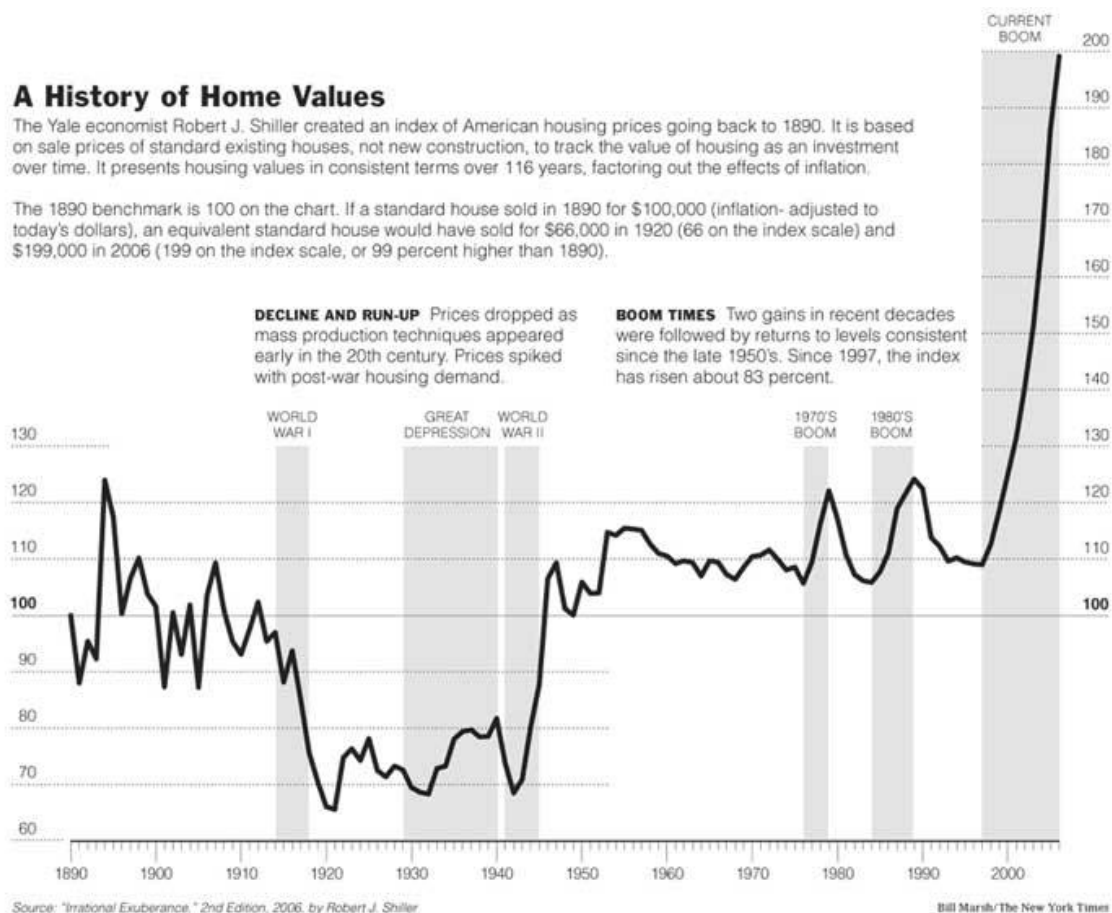 CURRENT
BOOM
A History of Home Values
The Yale economist Robert J. Shiller created an index of American housing prices going back to 1890. It is based
on sale prices of standard existing houses, not new construction, to track the value of housing as an investment
over time. It presents housing values in consistent terms over 116 years, factoring out the effects of inflation.
The 1890 benchmark is 100 on the chart. If a standard house sold in 1890 for $100,000 (inflation- adjusted to
today's dollars), an equivalent standard house would have sold for $66,000 in 1920 (66 on the index scale) and
$199,000 in 2006 (199 on the index scale, or 99 percent higher than 1890).
DECLINE AND RUN-UP Prices dropped as
mass production techniques appeared
early in the 20th century. Prices spiked
with post-war housing demand.
BOOM TIMES Two gains in recent decades
were followed by returns to levels consistent
since the late 1950's. Since 1997, the index
has risen about 83 percent.
WORLD
WAR I
GREAT
DEPRESSION
WORLD
WAR II
1970'S
BOOM
1980'S
BOOM
130
120
110
100
90
80
70
60
200
190
180
170
160
150
140
130
120
110
100
1890
1900
1910
1920
1930
1940
1950
1960
1970
1980
1990
2000
Source: "Irrational Exuberance," 2nd Edition, 2006, by Robert J. Shiller
Bill Marsh/The New York Times